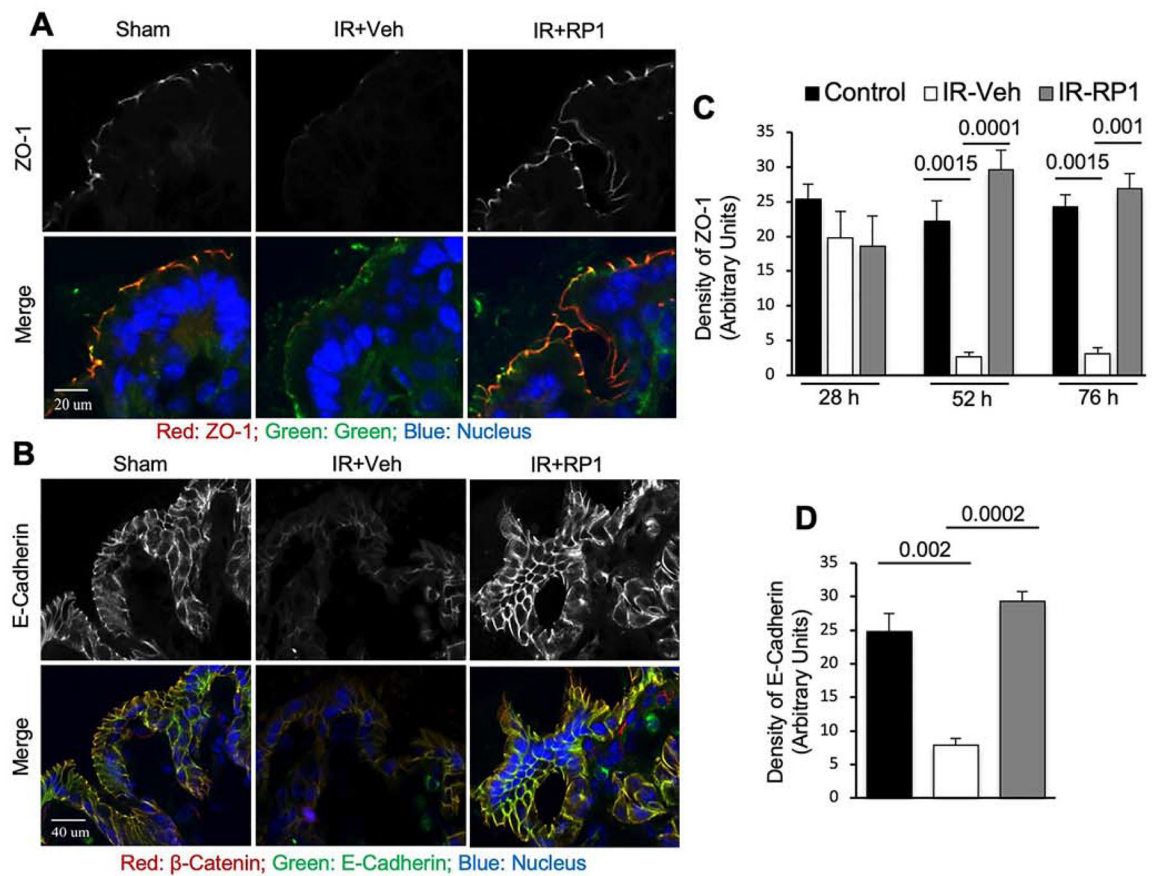 A
Sham IR+Veh IR+RP1
ZO-1
Merge
20 um
Red: ZO-1; Green: Green; Blue: Nucleus
B
Sham IR+Veh IR+RP1
E-Cadherin
Merge
40 um
Red: β-Catenin; Green: E-Cadherin; Blue: Nucleus
C
Control IR-Veh IR-RP1
Density of ZO-1
(Arbitrary Units)
35
30
25
20
15
10
5
0
0.0015
0.0001
0.0015
0.001
28 h 52 h 76 h
D
0.002
0.0002
Density of E-Cadherin
(Arbitrary Units)
35
30
25
20
15
10
5
0